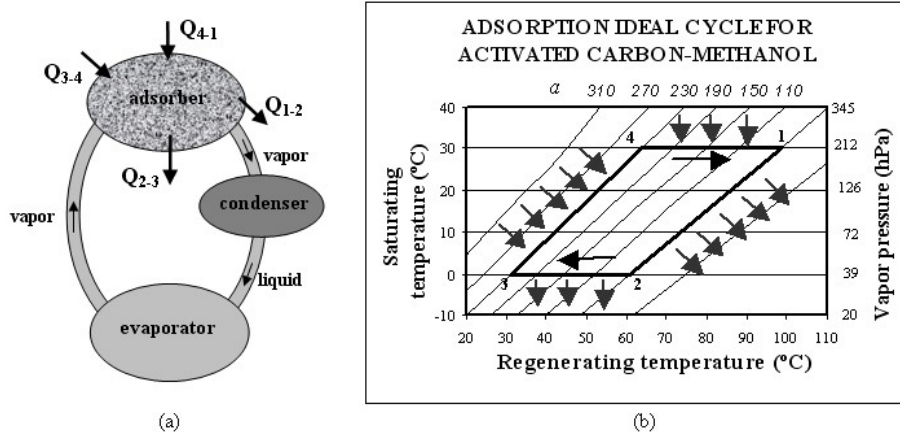 (a)
Q4-1
Q3-4
adsorber
Q1-2
Q2-3
vapor
vapor
condenser
liquid
evaporator
(b)
ADSORPTION IDEAL CYCLE FOR
ACTIVATED CARBON-METHANOL
a 310 270 230 190 150 110
Saturating
temperature (ºC)
40
30
20
10
0
-10
4
1
3
2
345
212
126
72
39
20
Vapor pressure (hPa)
20 30 40 50 60 70 80 90 100 110
Regenerating temperature (ºC)